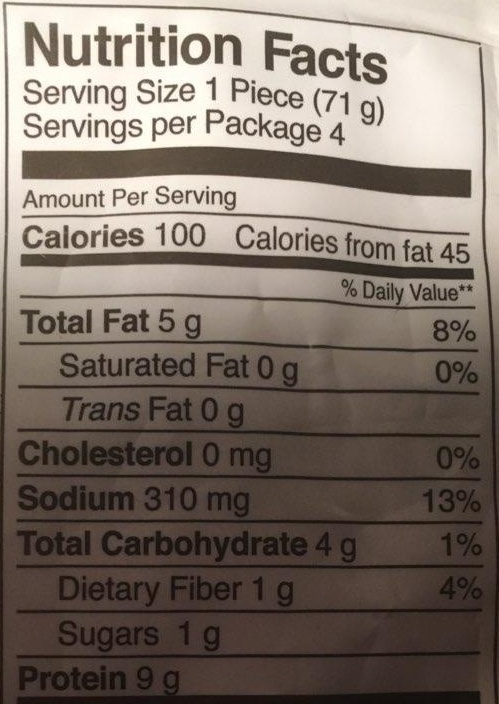 Nutrition Facts
Serving Size 1 Piece (71 g)
Servings per Package 4
Amount Per Serving
Calories 100 Calories from fat 45
% Daily Value**
Total Fat 5 g 8%
Saturated Fat 0 g 0%
Trans Fat 0 g
Cholesterol 0 mg 0%
Sodium 310 mg 13%
Total Carbohydrate 4 g 1%
Dietary Fiber 1 g 4%
Sugars 1 g
Protein 9 g